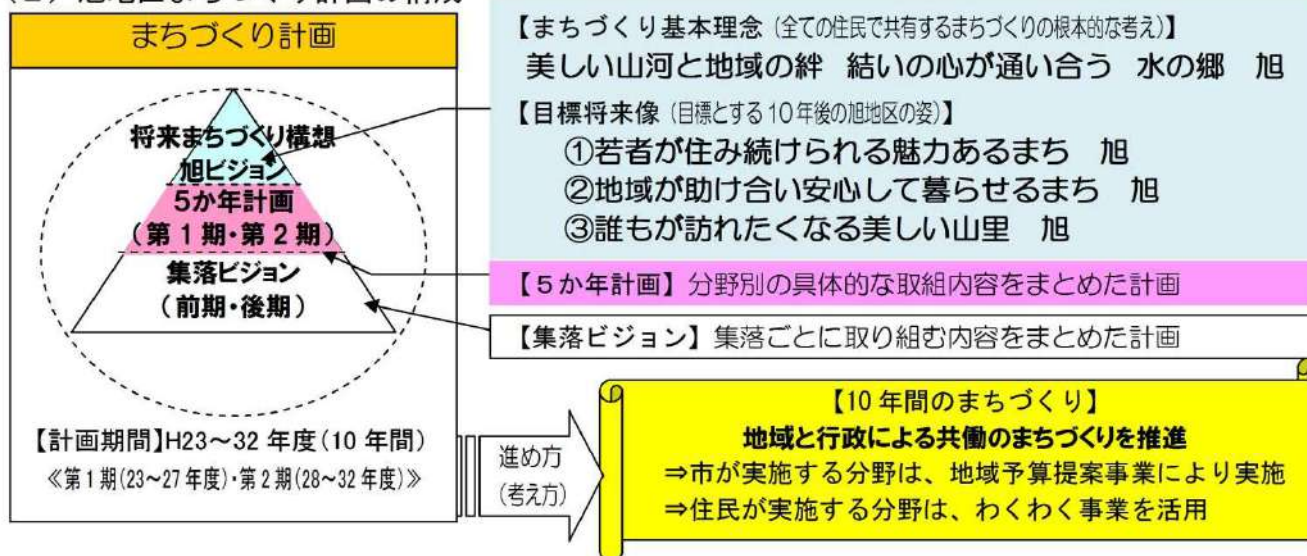 まちづくり計画
将来まちづくり構想
旭ビジョン
5か年計画
(第1期・第2期)
集落ビジョン
(前期・後期)
【計画期間】H23～32年度(10年間)
≪第1期(23～27年度)・第2期(28～32年度)≫
【まちづくり基本理念（全ての住民で共有するまちづくりの根本的な考え）】
美しい山河と地域の絆　結いの心が通い合う　水の郷　旭
【目標将来像（目標とする10年後の旭地区の姿）】
①若者が住み続けられる魅力あるまち　旭
②地域が助け合い安心して暮らせるまち　旭
③誰もが訪れたくなる美しい山里　旭
【５か年計画】分野別の具体的な取組内容をまとめた計画
【集落ビジョン】集落ごとに取り組む内容をまとめた計画
進め方
(考え方)
【10年間のまちづくり】
地域と行政による共働のまちづくりを推進
⇒市が実施する分野は、地域予算提案事業により実施
⇒住民が実施する分野は、わくわく事業を活用